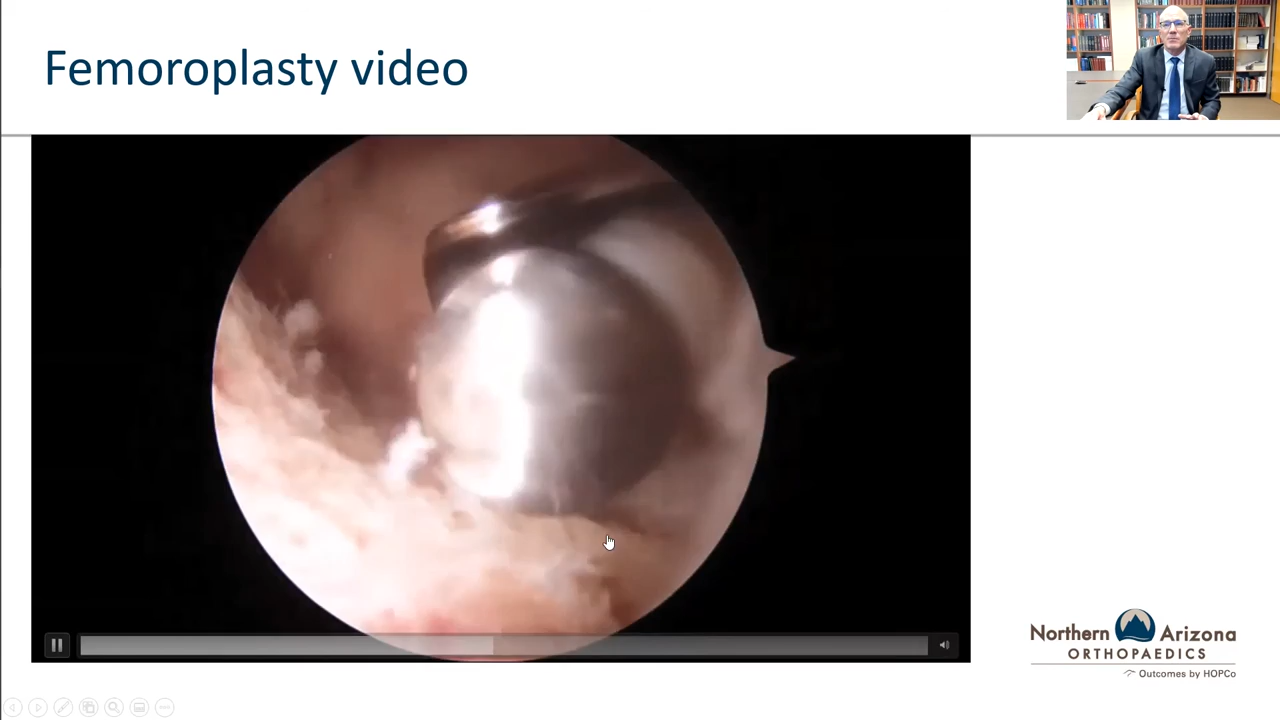 Femoroplasty video
Northern Arizona
ORTHOPAEDICS
Outcomes by HOPCo